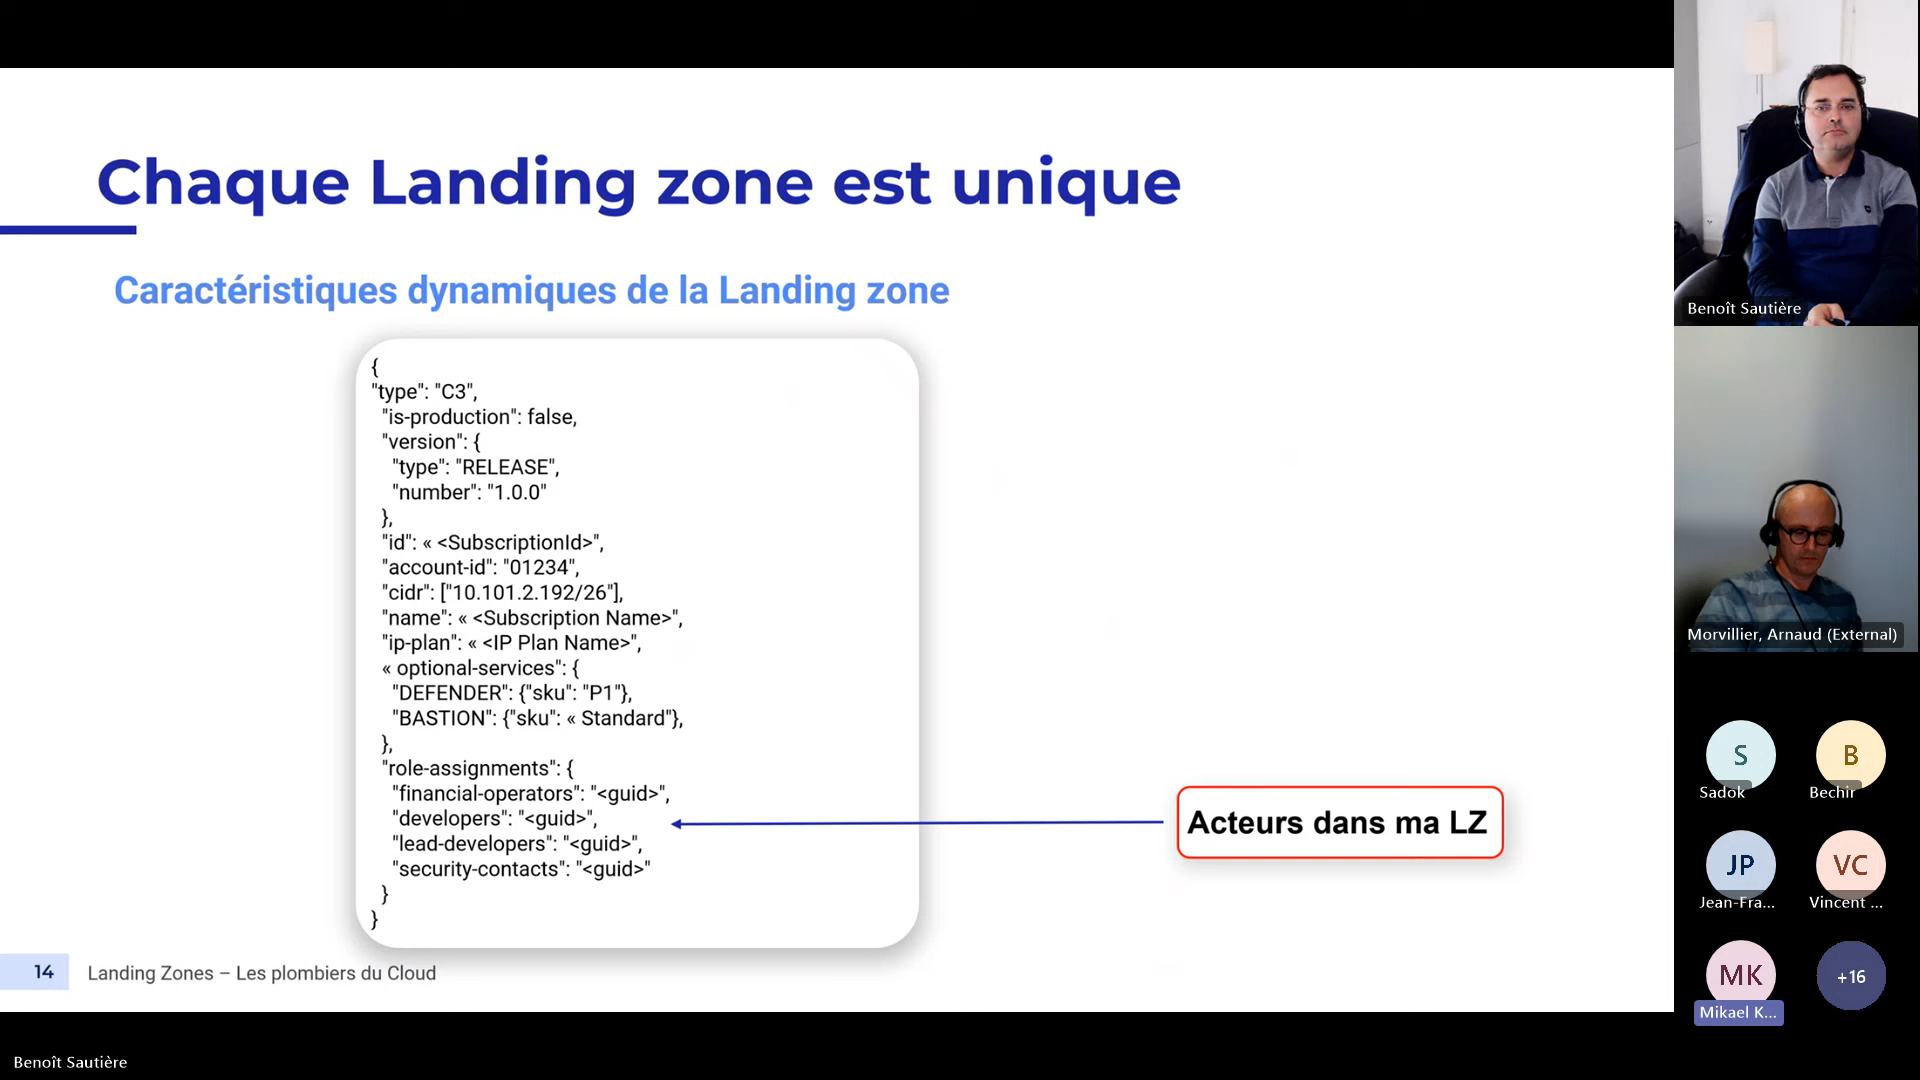 Chaque Landing zone est unique
Caractéristiques dynamiques de la Landing zone
{
"type": "C3",
"is-production": false,
"version": {
"type": "RELEASE",
"number": "1.0.0"
},
"id": « <SubscriptionId>",
"account-id": "01234",
"cidr": ["10.101.2.192/26"],
"name": « <Subscription Name>",
"ip-plan": « <IP Plan Name>",
« optional-services": {
"DEFENDER": {"sku": "P1"},
"BASTION": {"sku": « Standard"},
},
"role-assignments": {
"financial-operators": "<guid>",
"developers": "<guid>",
"lead-developers": "<guid>",
"security-contacts": "<guid>"
}
}
Acteurs dans ma LZ
14 Landing Zones – Les plombiers du Cloud
Benoît Sautière
Benoît Sautière
Morvillier, Arnaud (External)
S
Sadok
B
Bechir
JP
Jean-Fra...
VC
Vincent ...
MK
Mikael K...
+16